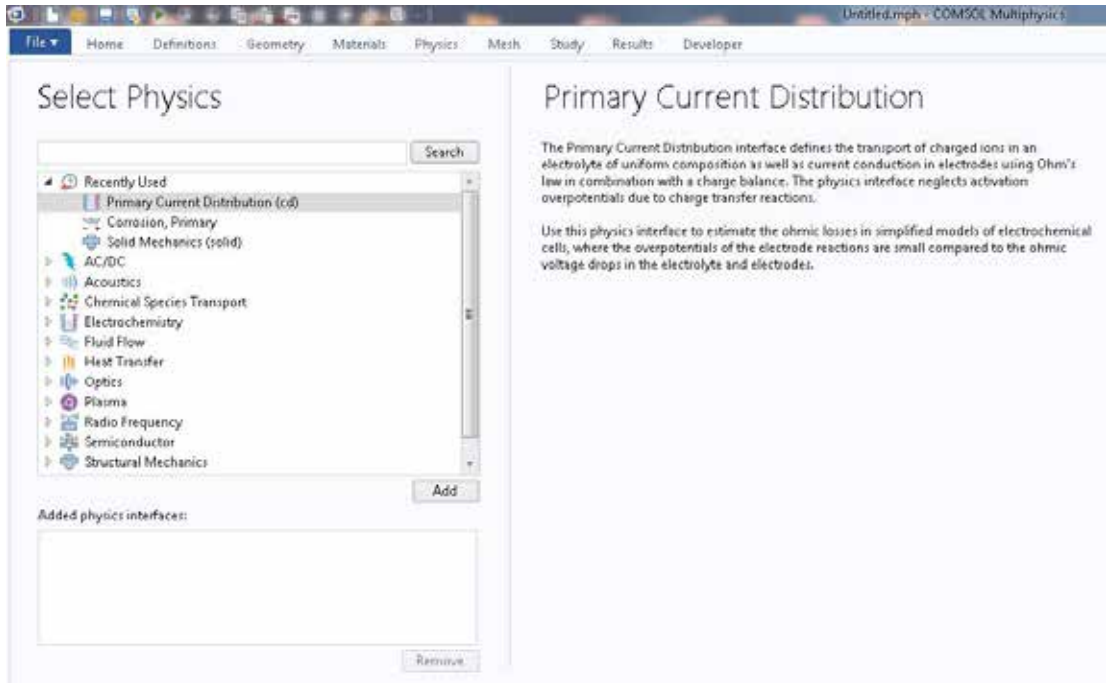 Untitled.mph - COMSOL Multiphysics
File Home Definitions Geometry Materials Physics Mesh Study Results Developer
Select Physics
Search
Recently Used
Primary Current Distribution (cd)
Corrosion, Primary
Solid Mechanics (solid)
AC/DC
Acoustics
Chemical Species Transport
Electrochemistry
Fluid Flow
Heat Transfer
Optics
Plasma
Radio Frequency
Semiconductor
Structural Mechanics
Add
Added physics interfaces:
Remove
Primary Current Distribution
The Primary Current Distribution interface defines the transport of charged ions in an
electrolyte of uniform composition as well as current conduction in electrodes using Ohm's
law in combination with a charge balance. The physics interface neglects activation
overpotentials due to charge transfer reactions.
Use this physics interface to estimate the ohmic losses in simplified models of electrochemical
cells, where the overpotentials of the electrode reactions are small compared to the ohmic
voltage drops in the electrolyte and electrodes.